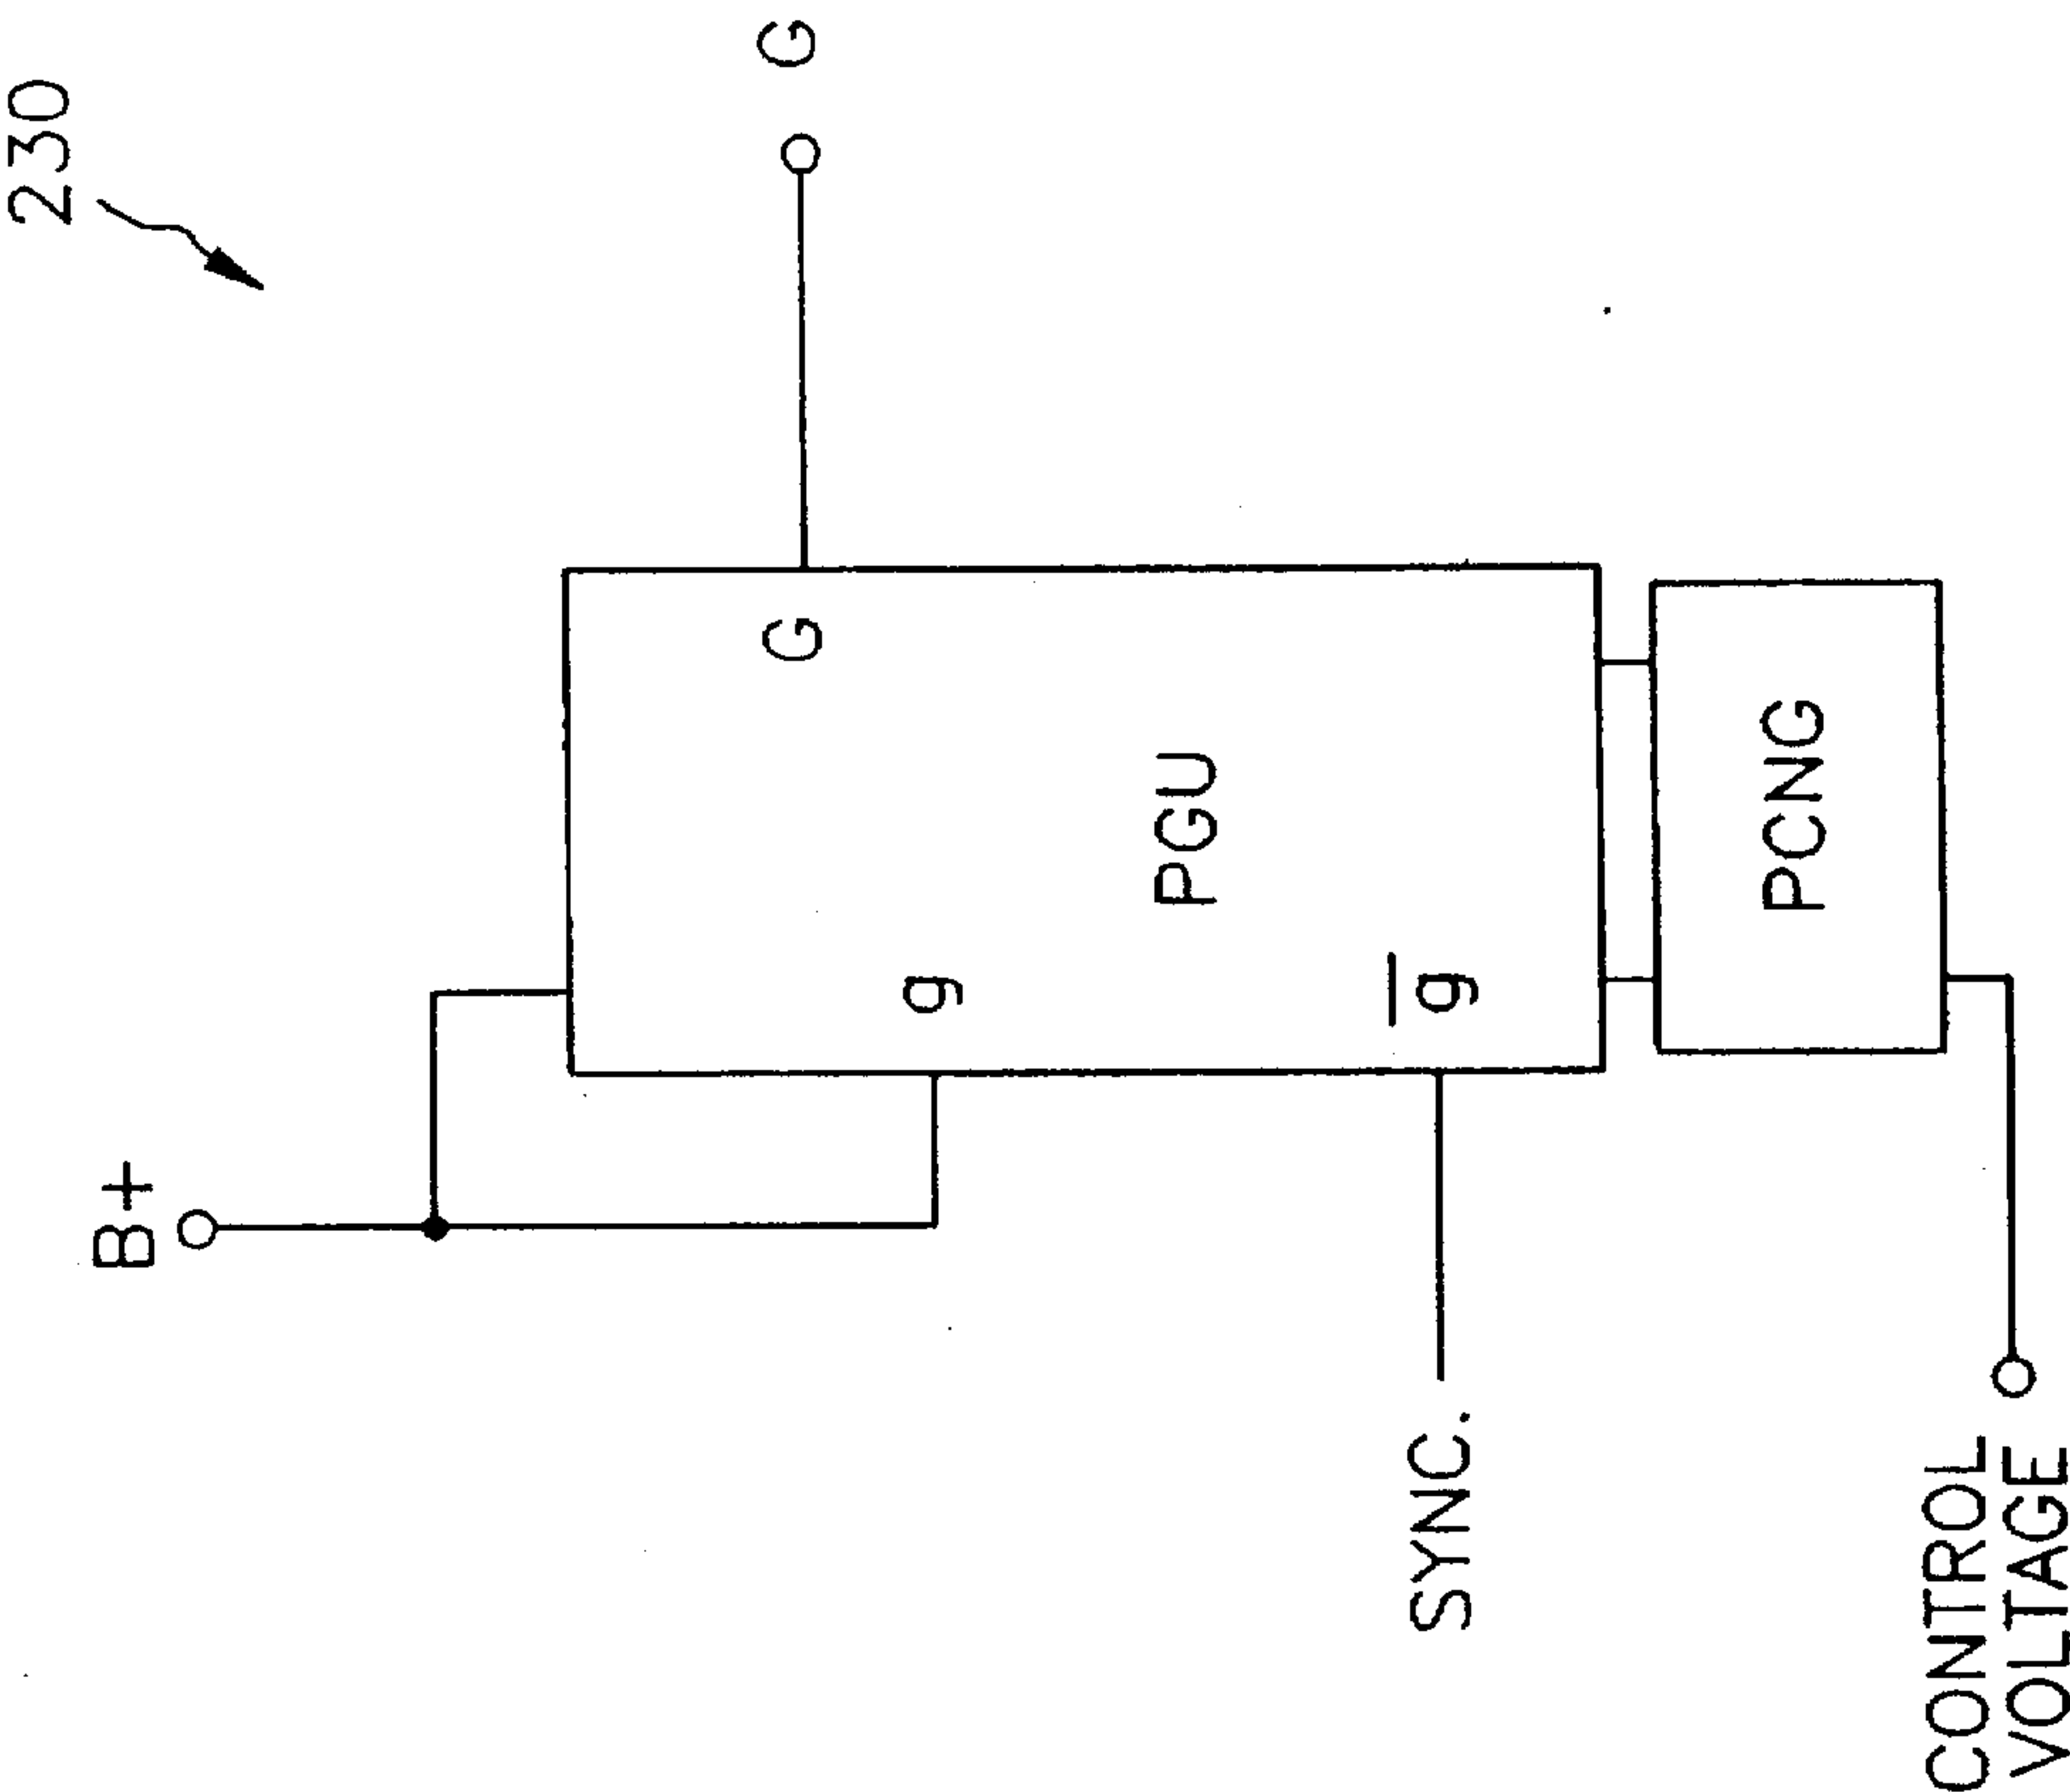 230
B+
G
G
g
PGU
g̅
SYNC.
PCNG
CONTROL
VOLTAGE